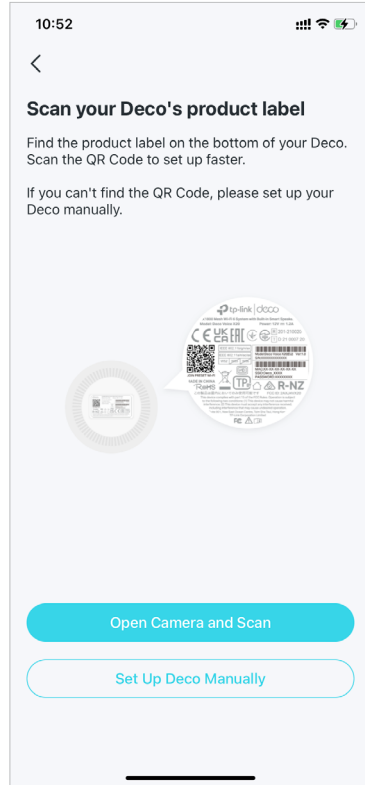 10:52
Scan your Deco's product label
Find the product label on the bottom of your Deco.
Scan the QR Code to set up faster.
If you can't find the QR Code, please set up your
Deco manually.
tp-link | deco
R-NZ
Open Camera and Scan
Set Up Deco Manually